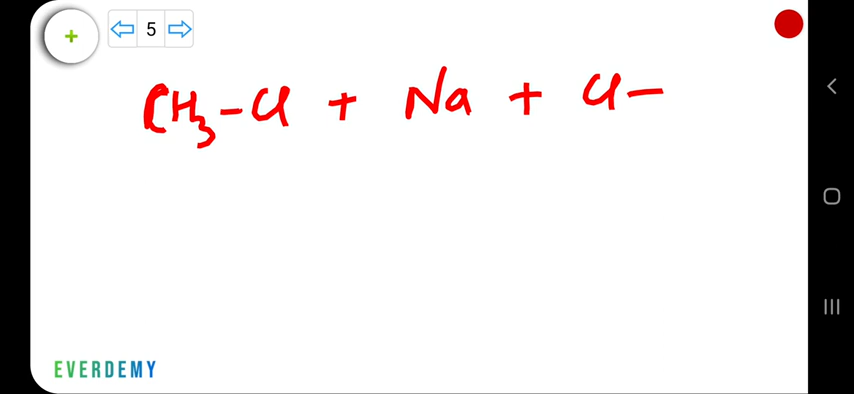 5
CH₃-Cl + Na + Cl-
EVERDEMY